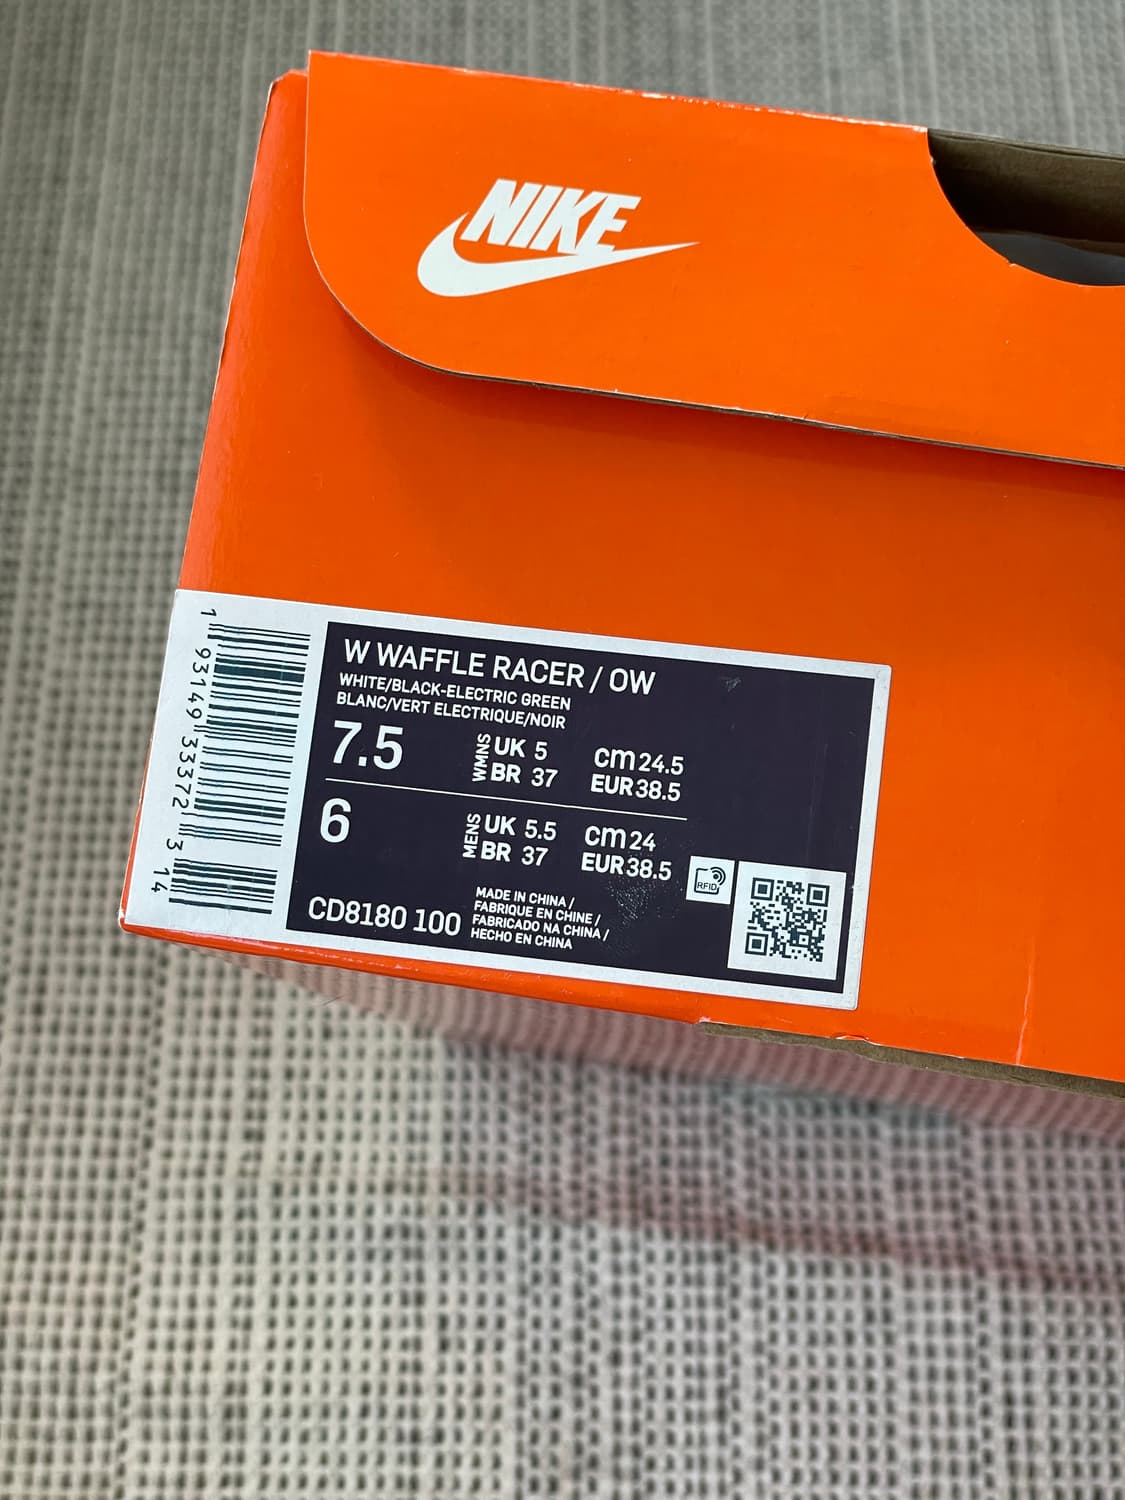 NIKE
W WAFFLE RACER / OW
WHITE/BLACK-ELECTRIC GREEN
BLANC/VERT ELECTRIQUE/NOIR
7.5
WMNS
UK 5
BR 37
cm 24.5
EUR 38.5
6
MENS
UK 5.5
BR 37
cm 24
EUR 38.5
CD8180 100
MADE IN CHINA /
FABRIQUE EN CHINE /
FABRICADO NA CHINA /
HECHO EN CHINA
RFID
1 93149 33372 3 14